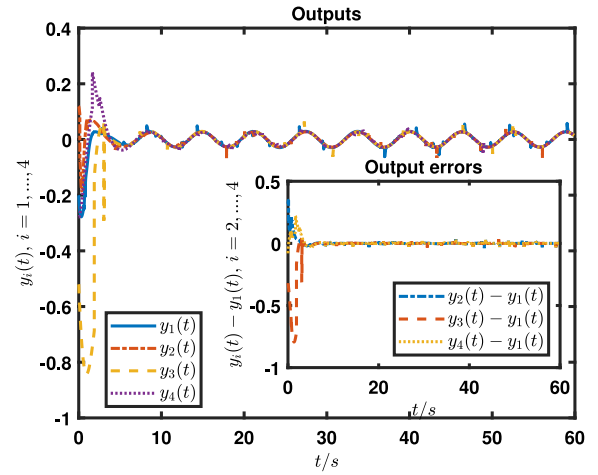 Outputs
0.4
0.2
0
-0.2
-0.4
-0.6
-0.8
-1
y_i(t), i = 1, ..., 4
y_1(t)
y_2(t)
y_3(t)
y_4(t)
0 10 20 30 40 50 60
t/s
Output errors
0.5
0
-0.5
-1
y_i(t) − y_1(t), i = 2, ..., 4
y_2(t) − y_1(t)
y_3(t) − y_1(t)
y_4(t) − y_1(t)
0 20 40 60
t/s